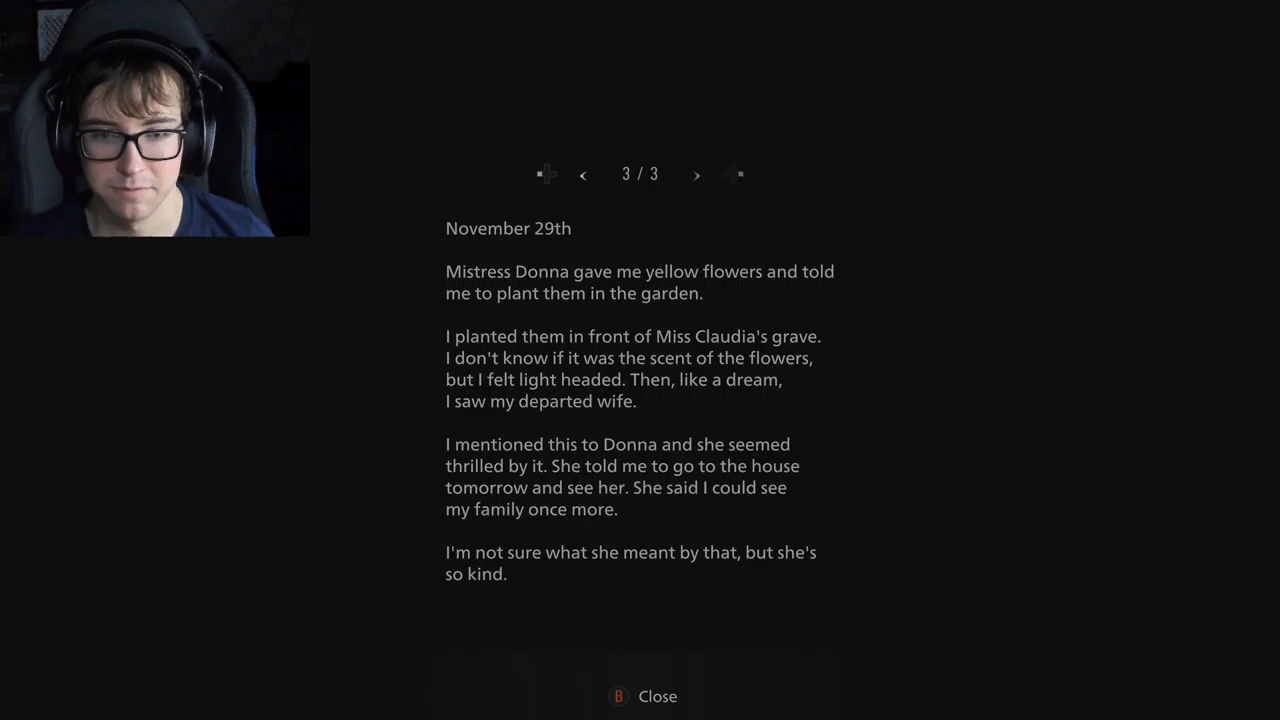 3 / 3
November 29th
Mistress Donna gave me yellow flowers and told
me to plant them in the garden.
I planted them in front of Miss Claudia's grave.
I don't know if it was the scent of the flowers,
but I felt light headed. Then, like a dream,
I saw my departed wife.
I mentioned this to Donna and she seemed
thrilled by it. She told me to go to the house
tomorrow and see her. She said I could see
my family once more.
I'm not sure what she meant by that, but she's
so kind.
B Close